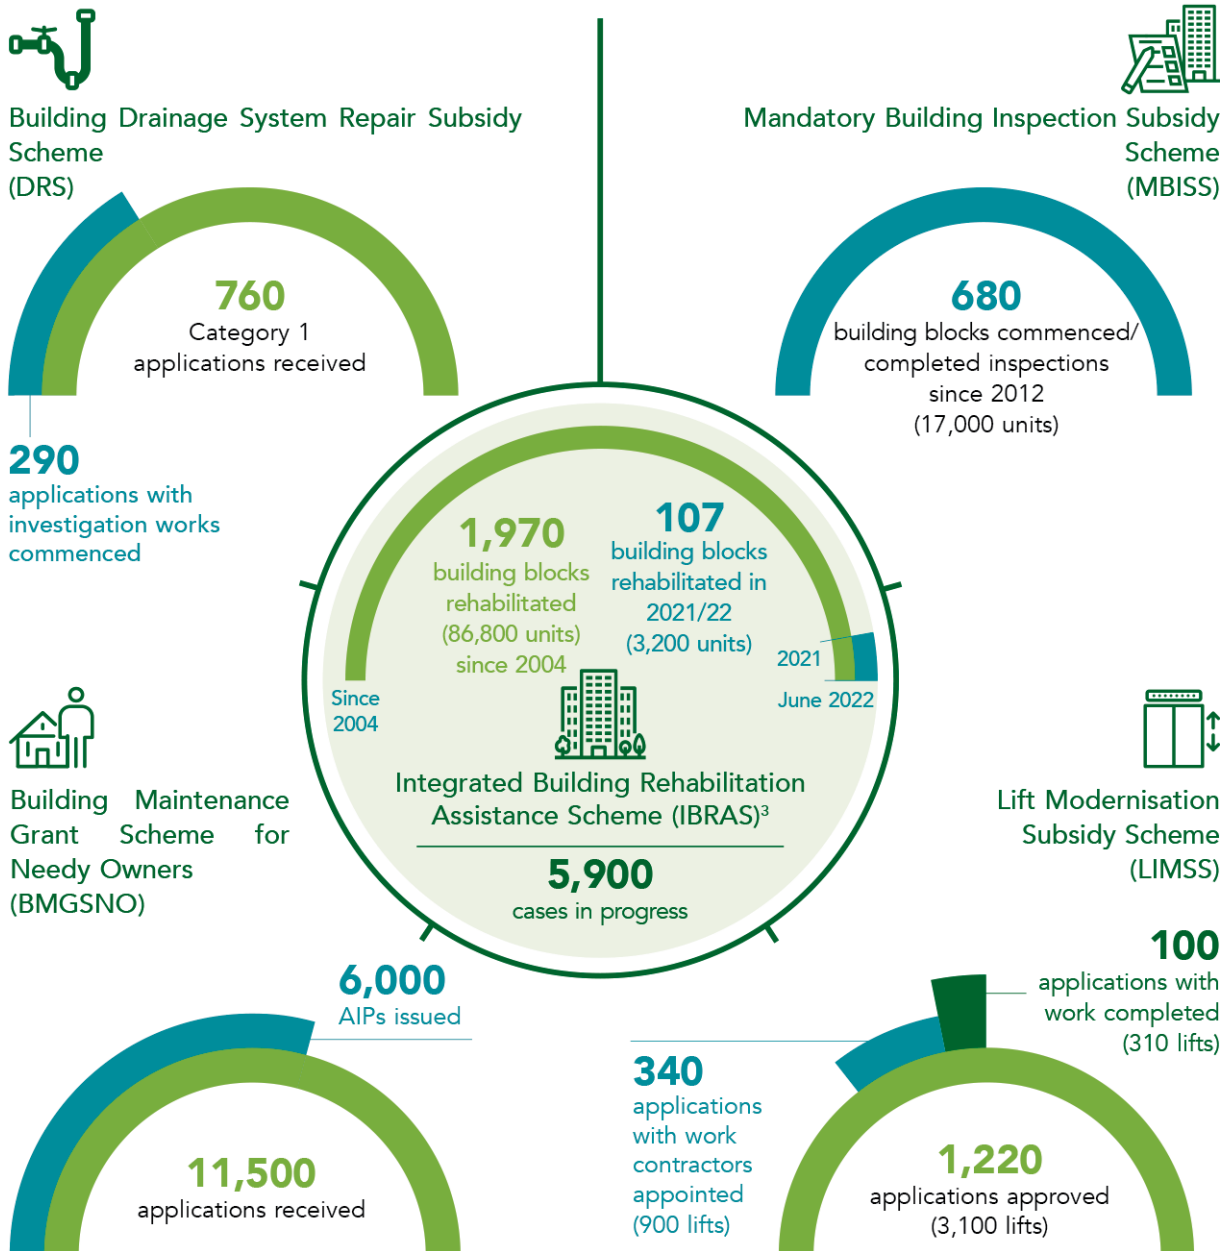 Building Drainage System Repair Subsidy
Scheme
(DRS)
760
Category 1
applications received
290
applications with
investigation works
commenced
Mandatory Building Inspection Subsidy
Scheme
(MBISS)
680
building blocks commenced/
completed inspections
since 2012
(17,000 units)
1,970
building blocks
rehabilitated
(86,800 units)
since 2004
107
building blocks
rehabilitated in
2021/22
(3,200 units)
2021
June 2022
Since
2004
Integrated Building Rehabilitation
Assistance Scheme (IBRAS)³
5,900
cases in progress
Building Maintenance
Grant Scheme for
Needy Owners
(BMGSNO)
6,000
AIPs issued
11,500
applications received
Lift Modernisation
Subsidy Scheme
(LIMSS)
100
applications with
work completed
(310 lifts)
340
applications
with work
contractors
appointed
(900 lifts)
1,220
applications approved
(3,100 lifts)